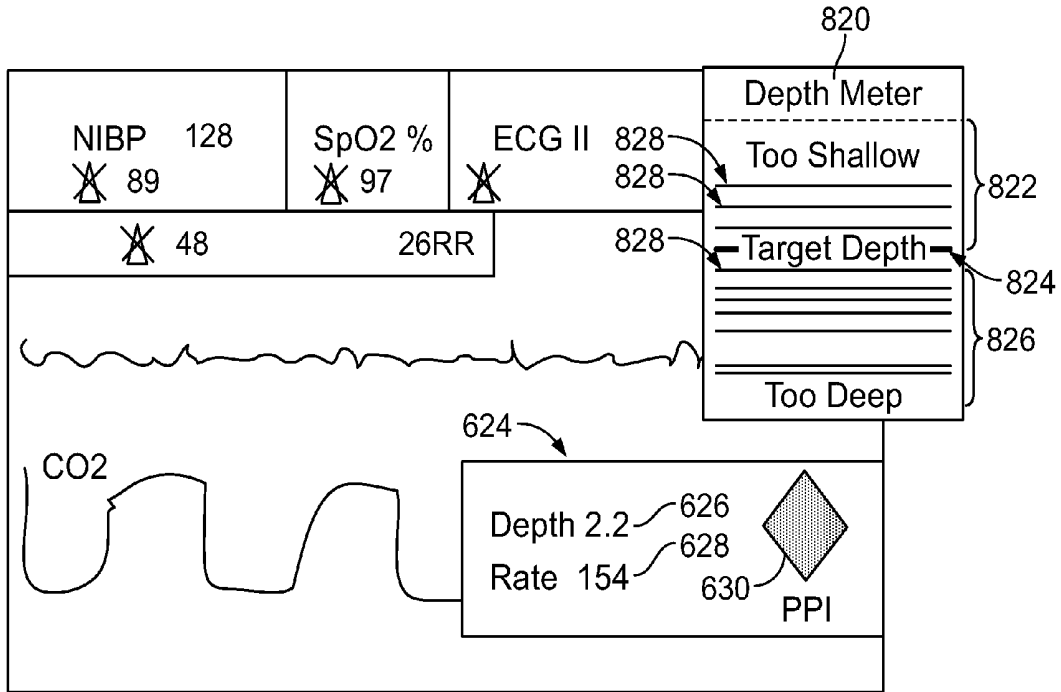 820
Depth Meter
NIBP 128
SpO2 %
ECG II
89
97
Too Shallow
828
828
822
48
26RR
828
Target Depth
824
826
Too Deep
624
CO2
Depth 2.2
626
Rate 154
628
630
PPI